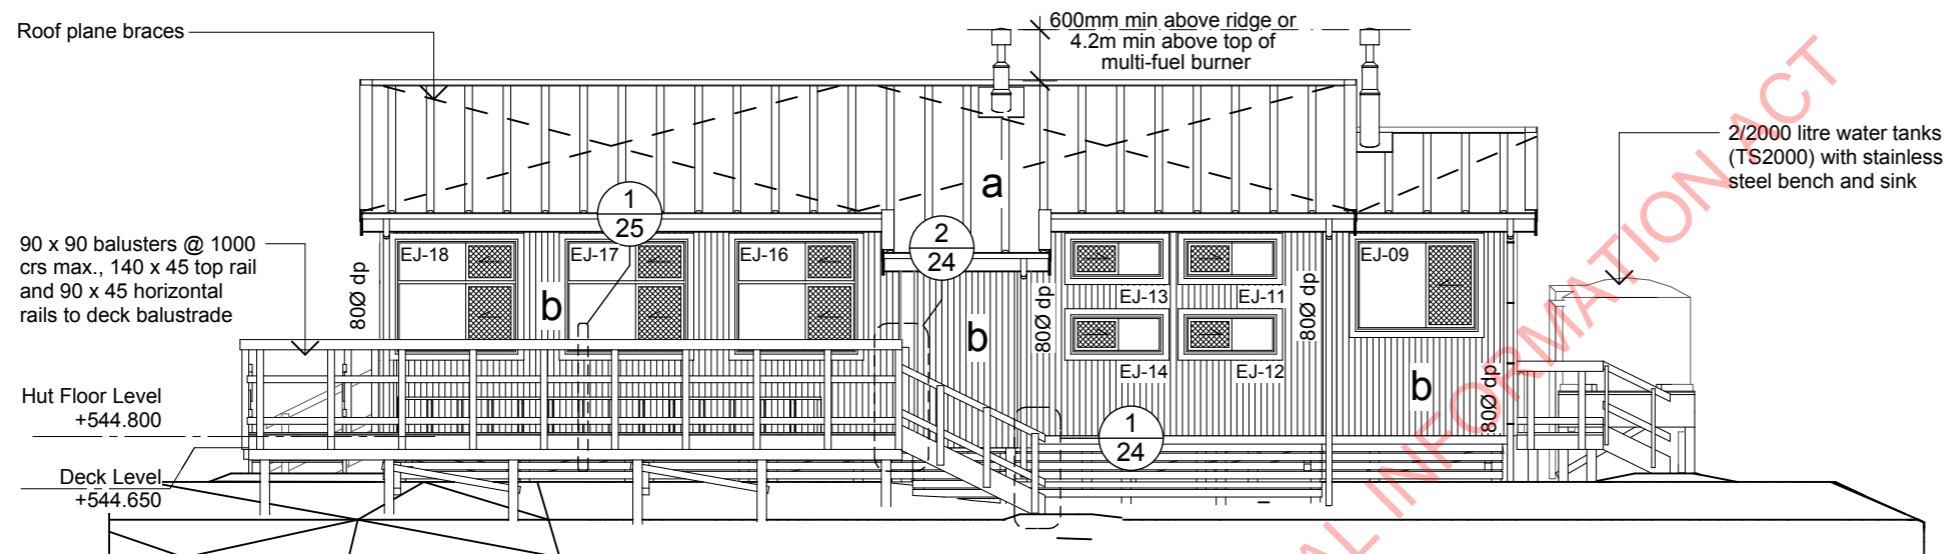 Roof plane braces
600mm min above ridge or
4.2m min above top of
multi-fuel burner
2/2000 litre water tanks
(TS2000) with stainless
steel bench and sink
a
1
25
2
24
90 x 90 balusters @ 1000
crs max., 140 x 45 top rail
and 90 x 45 horizontal
rails to deck balustrade
80Ø dp
EJ-18
EJ-17
EJ-16
b
b
80Ø dp
EJ-13
EJ-11
EJ-14
EJ-12
80Ø dp
EJ-09
b
80Ø dp
Hut Floor Level
+544.800
1
24
Deck Level
+544.650
AL INFORMATION ACT